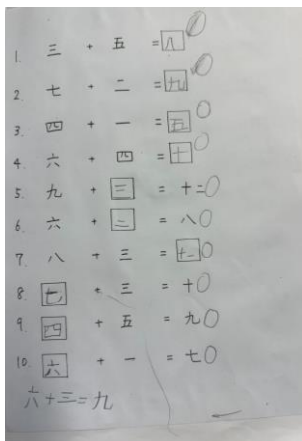 1. 三 + 五 = 八
2. 七 + 二 = 九
3. 四 + 一 = 五
4. 六 + 四 = 十
5. 九 + 三 = 十二
6. 六 + 二 = 八
7. 八 + 三 = 十一
8. 七 + 三 = 十
9. 四 + 五 = 九
10. 六 + 一 = 七
六+三=九